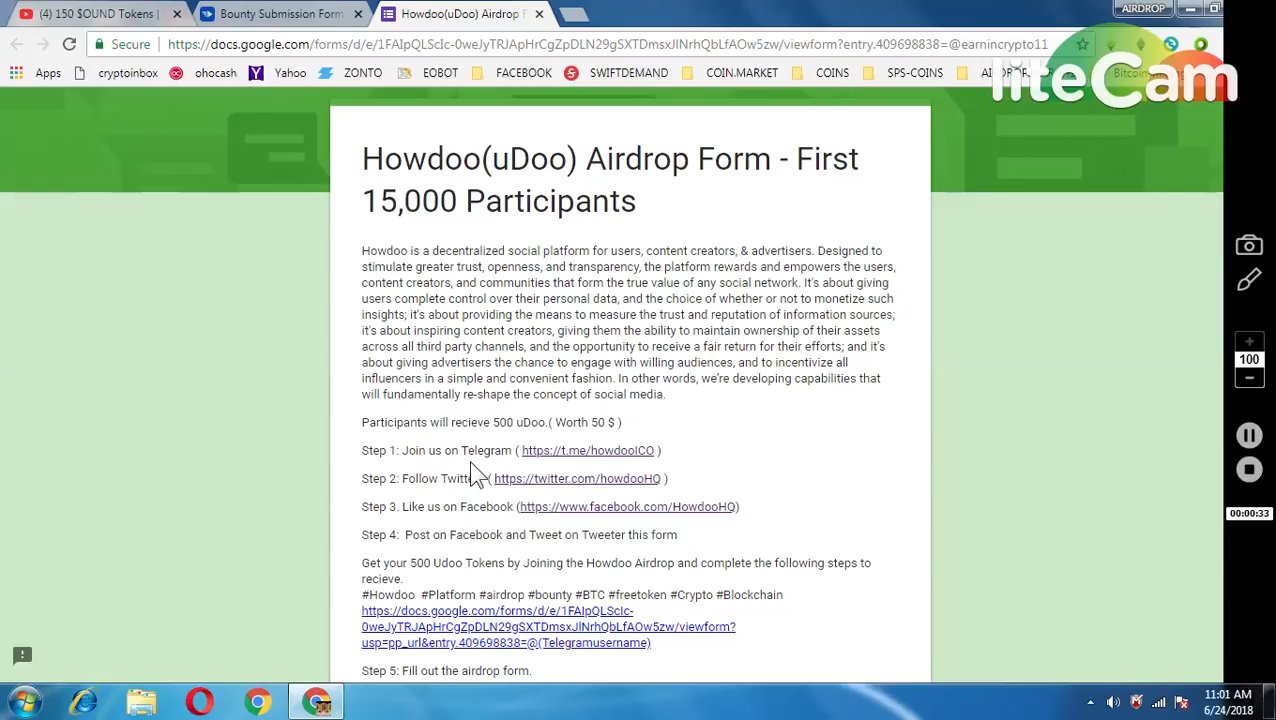 (4) 150 $OUND Tokens |
Bounty Submission Form
Howdoo(uDoo) Airdrop F
AIRDROP
Secure
https://docs.google.com/forms/d/e/1FAIpQLScIc-0weJyTRJApHrCgZpDLN29gSXTDmsxJlNrhQbLfAOw5zw/viewform?entry.409698838=@earnincrypto11
Apps
cryptoinbox
ohocash
Yahoo
ZONTO
EOBOT
FACEBOOK
SWIFTDEMAND
COIN.MARKET
COINS
SPS-COINS
liteCam
Howdoo(uDoo) Airdrop Form - First
15,000 Participants
Howdoo is a decentralized social platform for users, content creators, & advertisers. Designed to
stimulate greater trust, openness, and transparency, the platform rewards and empowers the users,
content creators, and communities that form the true value of any social network. It's about giving
users complete control over their personal data, and the choice of whether or not to monetize such
insights; it's about providing the means to measure the trust and reputation of information sources;
it's about inspiring content creators, giving them the ability to maintain ownership of their assets
across all third party channels, and the opportunity to receive a fair return for their efforts; and it's
about giving advertisers the chance to engage with willing audiences, and to incentivize all
influencers in a simple and convenient fashion. In other words, we're developing capabilities that
will fundamentally re-shape the concept of social media.
Participants will recieve 500 uDoo.( Worth 50 $ )
Step 1: Join us on Telegram ( https://t.me/howdooICO )
Step 2: Follow Twitt ( https://twitter.com/howdooHQ )
Step 3. Like us on Facebook (https://www.facebook.com/HowdooHQ)
Step 4:  Post on Facebook and Tweet on Tweeter this form
Get your 500 Udoo Tokens by Joining the Howdoo Airdrop and complete the following steps to
recieve.
#Howdoo  #Platform #airdrop #bounty #BTC #freetoken #Crypto #Blockchain
https://docs.google.com/forms/d/e/1FAIpQLScIc-
0weJyTRJApHrCgZpDLN29gSXTDmsxJlNrhQbLfAOw5zw/viewform?
usp=pp_url&entry.409698838=@(Telegramusername)
Step 5: Fill out the airdrop form.
100
00:00:33
11:01 AM
6/24/2018